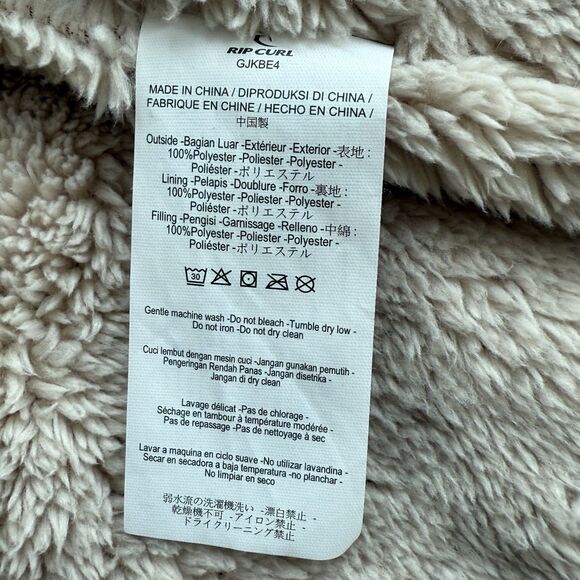 RIP CURL
GJKBE4
MADE IN CHINA / DIPRODUKSI DI CHINA /
FABRIQUE EN CHINE / HECHO EN CHINA /
中国製
Outside -Bagian Luar -Extérieur -Exterior -表地 :
100%Polyester -Poliester -Polyester -
Poliéster -ポリエステル
Lining -Pelapis -Doublure -Forro -裏地 :
100%Polyester -Poliester -Polyester -
Poliéster -ポリエステル
Filling -Pengisi -Garnissage -Relleno -中綿 :
100%Polyester -Poliester -Polyester -
Poliéster -ポリエステル
30
Gentle machine wash -Do not bleach -Tumble dry low -
Do not iron -Do not dry clean
Cuci lembut dengan mesin cuci -Jangan gunakan pemutih -
Pengeringan Rendah Panas -Jangan disetrika -
Jangan di dry clean
Lavage délicat -Pas de chlorage -
Séchage en tambour à température modérée -
Pas de repassage -Pas de nettoyage à sec
Lavar a maquina en ciclo suave -No utilizar lavandina -
Secar en secadora a baja temperatura -no planchar -
No limpiar en seco
弱水流の洗濯機洗い -漂白禁止 -
乾燥機不可 -アイロン禁止 -
ドライクリーニング禁止